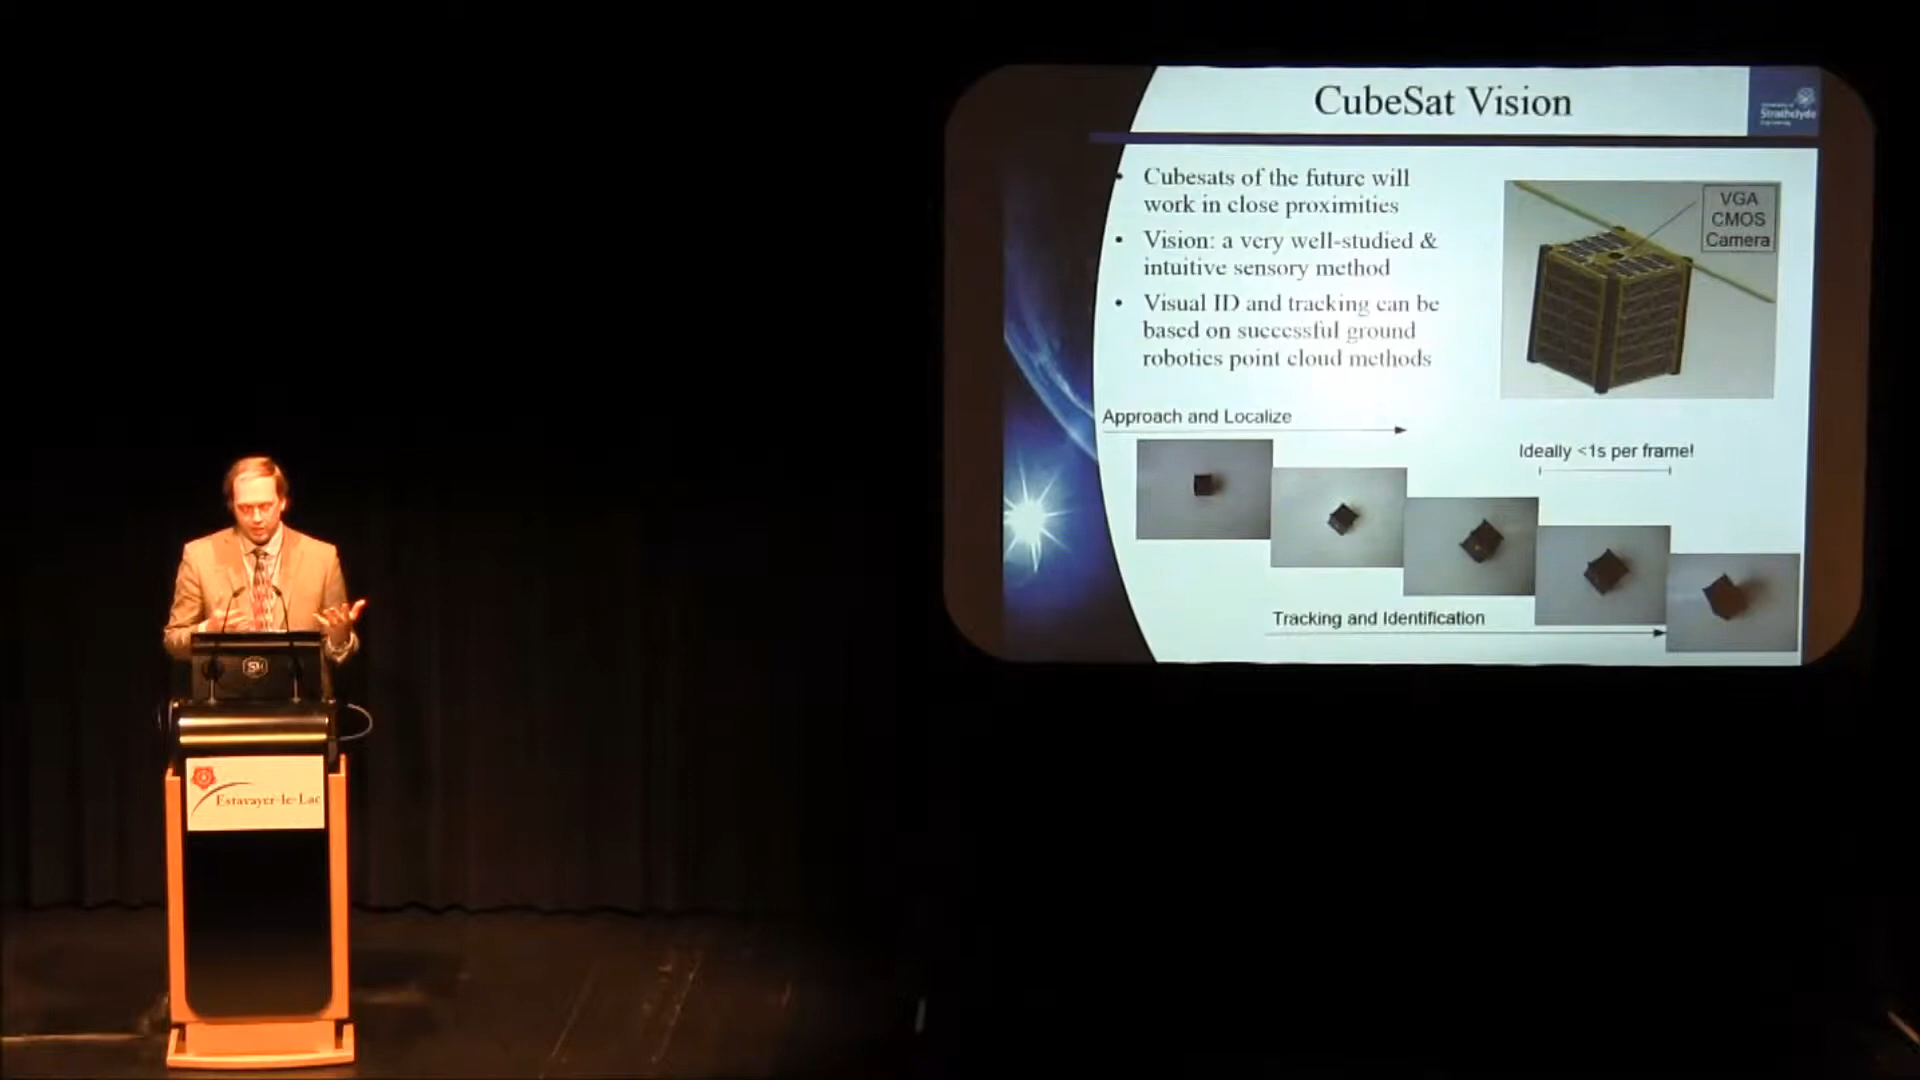 CubeSat Vision
Strathclyde
• Cubesats of the future will
work in close proximities
• Vision: a very well-studied &
intuitive sensory method
• Visual ID and tracking can be
based on successful ground
robotics point cloud methods
VGA
CMOS
Camera
Approach and Localize
Ideally <1s per frame!
Tracking and Identification
Estavayer-le-Lac